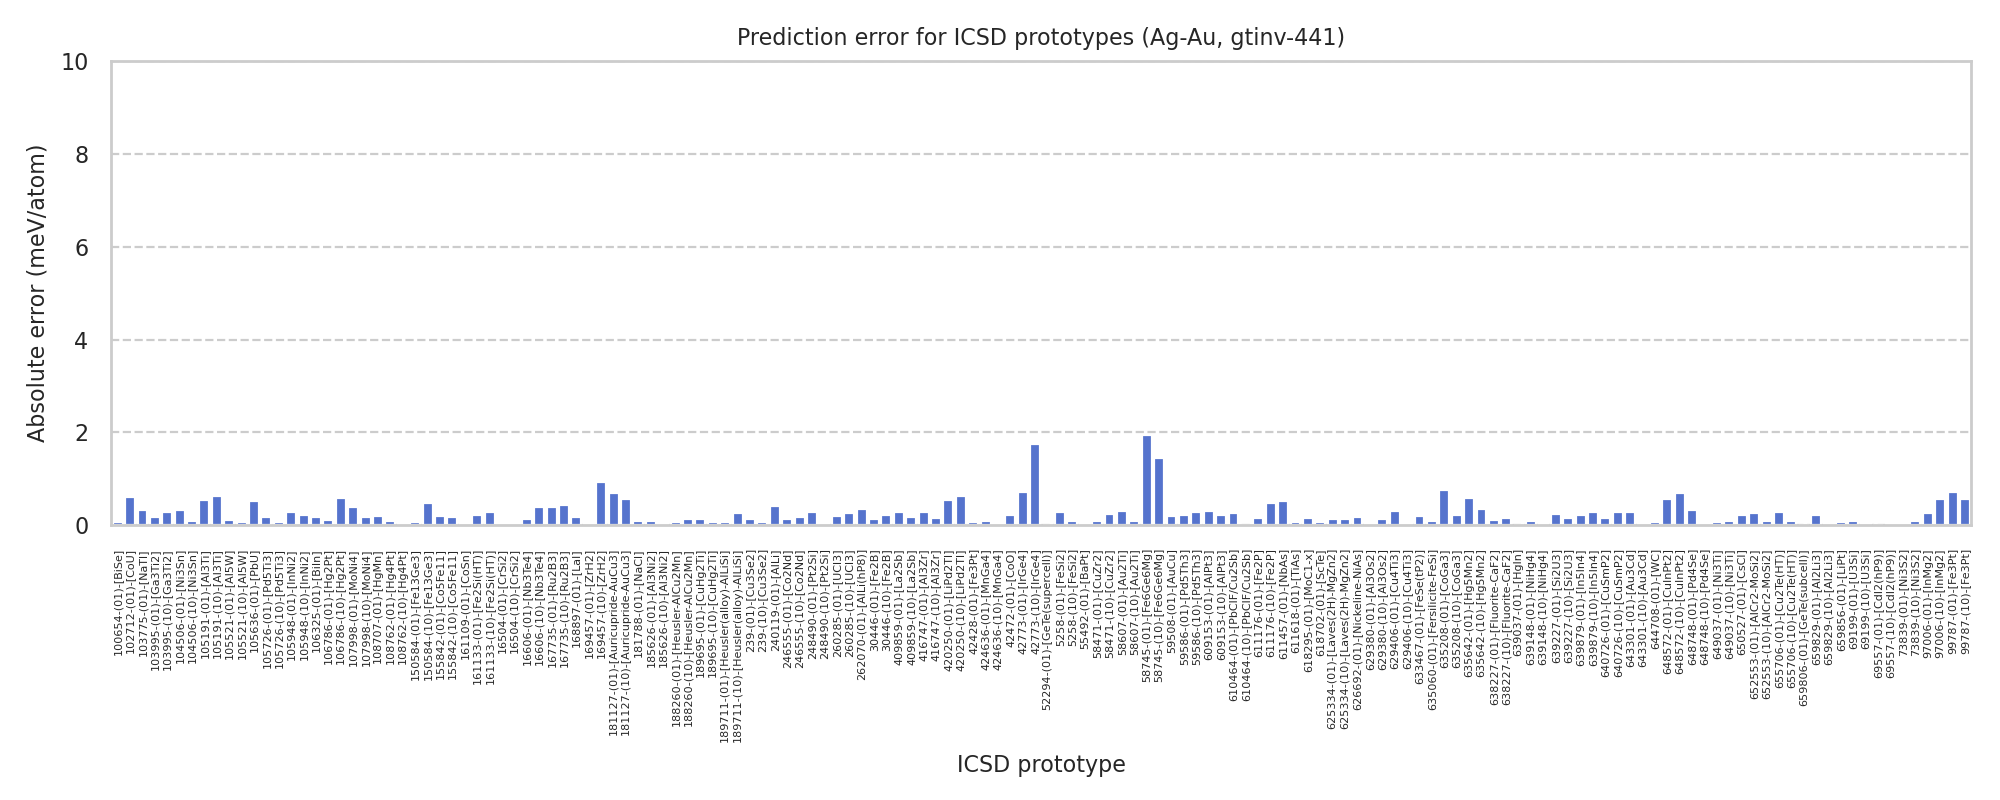 Prediction error for ICSD prototypes (Ag-Au, gtinv-441)
Absolute error (meV/atom)
10
8
6
4
2
0
100654-(01)-[BiSe]
102712-(01)-[CoU]
103775-(01)-[NaTl]
103995-(01)-[Ga3Ti2]
103995-(10)-[Ga3Ti2]
104506-(01)-[Ni3Sn]
104506-(10)-[Ni3Sn]
105191-(01)-[Al3Ti]
105191-(10)-[Al3Ti]
105521-(01)-[Al5W]
105521-(10)-[Al5W]
105636-(01)-[PbU]
105726-(01)-[Pd5Ti3]
105726-(10)-[Pd5Ti3]
105948-(01)-[InNi2]
105948-(10)-[InNi2]
106325-(01)-[BiIn]
106786-(01)-[Hg2Pt]
106786-(10)-[Hg2Pt]
107998-(01)-[MoNi4]
107998-(10)-[MoNi4]
108707-(01)-[HgMn]
108762-(01)-[Hg4Pt]
108762-(10)-[Hg4Pt]
150584-(01)-[Fe13Ge3]
150584-(10)-[Fe13Ge3]
155842-(01)-[Co5Fe11]
155842-(10)-[Co5Fe11]
161109-(01)-[CoSn]
161133-(01)-[Fe2Si(HT)]
161133-(10)-[Fe2Si(HT)]
16504-(01)-[CrSi2]
16504-(10)-[CrSi2]
16606-(01)-[Nb3Te4]
16606-(10)-[Nb3Te4]
167735-(01)-[Ru2B3]
167735-(10)-[Ru2B3]
168897-(01)-[LaI]
169457-(01)-[ZrH2]
169457-(10)-[ZrH2]
181127-(01)-[Auricupride-AuCu3]
181127-(10)-[Auricupride-AuCu3]
181788-(01)-[NaCl]
185626-(01)-[Al3Ni2]
185626-(10)-[Al3Ni2]
188260-(01)-[Heusler-AlCu2Mn]
188260-(10)-[Heusler-AlCu2Mn]
189695-(01)-[CuHg2Ti]
189695-(10)-[CuHg2Ti]
189711-(01)-[Heusler(alloy)-AlLiSi]
189711-(10)-[Heusler(alloy)-AlLiSi]
239-(01)-[Cu3Se2]
239-(10)-[Cu3Se2]
240119-(01)-[AlLi]
246555-(01)-[Co2Nd]
246555-(10)-[Co2Nd]
248490-(01)-[Pt2Si]
248490-(10)-[Pt2Si]
260285-(01)-[UCl3]
260285-(10)-[UCl3]
262070-(01)-[AlLi(hP8)]
30446-(01)-[Fe2B]
30446-(10)-[Fe2B]
409859-(01)-[La2Sb]
409859-(10)-[La2Sb]
416747-(01)-[Al3Zr]
416747-(10)-[Al3Zr]
420250-(01)-[LiPd2Tl]
420250-(10)-[LiPd2Tl]
42428-(01)-[Fe3Pt]
424636-(01)-[MnGa4]
424636-(10)-[MnGa4]
42472-(01)-[CoO]
42773-(01)-[IrGe4]
42773-(10)-[IrGe4]
52294-(01)-[GeTe(supercell)]
5258-(01)-[FeSi2]
5258-(10)-[FeSi2]
55492-(01)-[BaPt]
58471-(01)-[CuZr2]
58471-(10)-[CuZr2]
58607-(01)-[Au2Ti]
58607-(10)-[Au2Ti]
58745-(01)-[Fe6Ge6Mg]
58745-(10)-[Fe6Ge6Mg]
59508-(01)-[AuCu]
59586-(01)-[Pd5Th3]
59586-(10)-[Pd5Th3]
609153-(01)-[AlPt3]
609153-(10)-[AlPt3]
610464-(01)-[PbClF/Cu2Sb]
610464-(10)-[PbClF/Cu2Sb]
611176-(01)-[Fe2P]
611176-(10)-[Fe2P]
611457-(01)-[NbAs]
611618-(01)-[TiAs]
618295-(01)-[MoC1-x]
618702-(01)-[ScTe]
625334-(01)-[Laves(2H)-MgZn2]
625334-(10)-[Laves(2H)-MgZn2]
626692-(01)-[Nickeline-NiAs]
629380-(01)-[Al3Os2]
629380-(10)-[Al3Os2]
629406-(01)-[Cu4Ti3]
629406-(10)-[Cu4Ti3]
633467-(01)-[FeSe(tP2)]
635060-(01)-[Fersilicite-FeSi]
635208-(01)-[CoGa3]
635208-(10)-[CoGa3]
635642-(01)-[Hg5Mn2]
635642-(10)-[Hg5Mn2]
638227-(01)-[Fluorite-CaF2]
638227-(10)-[Fluorite-CaF2]
639037-(01)-[HgIn]
639148-(01)-[NiHg4]
639148-(10)-[NiHg4]
639227-(01)-[Si2U3]
639227-(10)-[Si2U3]
639879-(01)-[In5In4]
639879-(10)-[In5In4]
640726-(01)-[CuSmP2]
640726-(10)-[CuSmP2]
643301-(01)-[Au3Cd]
643301-(10)-[Au3Cd]
644708-(01)-[WC]
648572-(01)-[CuInPt2]
648572-(10)-[CuInPt2]
648748-(01)-[Pd4Se]
648748-(10)-[Pd4Se]
649037-(01)-[Ni3Ti]
649037-(10)-[Ni3Ti]
650527-(01)-[CsCl]
652553-(01)-[AlCr2-MoSi2]
652553-(10)-[AlCr2-MoSi2]
655706-(01)-[Cu2Te(HT)]
655706-(10)-[Cu2Te(HT)]
659806-(01)-[GeTe(subcell)]
659829-(01)-[Al2Li3]
659829-(10)-[Al2Li3]
659856-(01)-[LiPt]
69199-(01)-[U3Si]
69199-(10)-[U3Si]
69557-(01)-[CdI2(hP9)]
69557-(10)-[CdI2(hP9)]
73839-(01)-[Ni3S2]
73839-(10)-[Ni3S2]
97006-(01)-[InMg2]
97006-(10)-[InMg2]
99787-(01)-[Fe3Pt]
99787-(10)-[Fe3Pt]
ICSD prototype